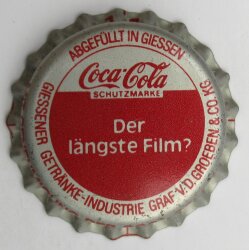 ABGEFÜLLT IN GIESSEN
Coca-Cola
SCHUTZMARKE
Der
längste Film?
GIESSENER GETRÄNKE-INDUSTRIE GRAF V·D GROEBEN & CO. KG